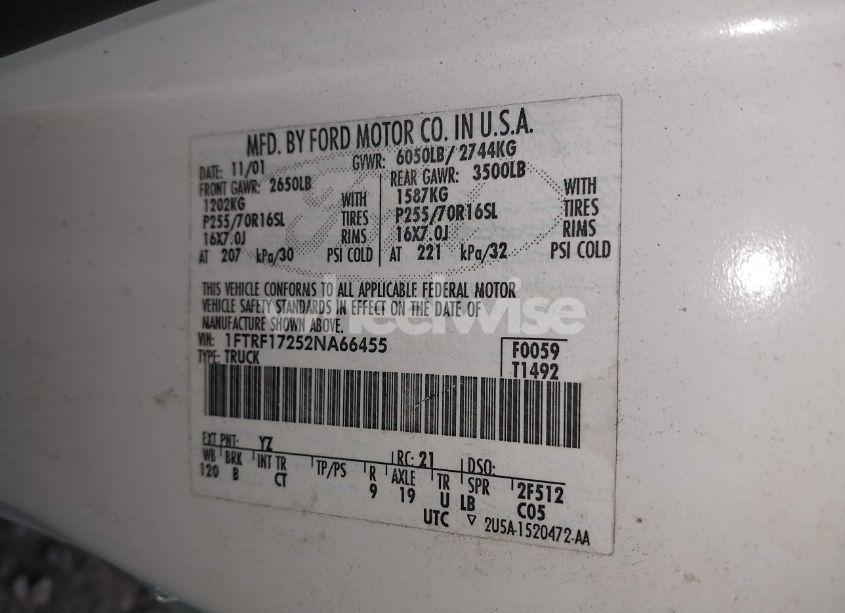 MFD. BY FORD MOTOR CO. IN U.S.A.
DATE: 11/01 GVWR: 6050LB/ 2744KG
FRONT GAWR: 2650LB REAR GAWR: 3500LB
1202KG WITH 1587KG WITH
P255/70R16SL TIRES P255/70R16SL TIRES
16X7.0J RIMS 16X7.0J RIMS
AT 207 kPa/30 PSI COLD AT 221 kPa/32 PSI COLD
THIS VEHICLE CONFORMS TO ALL APPLICABLE FEDERAL MOTOR
VEHICLE SAFETY STANDARDS IN EFFECT ON THE DATE OF
MANUFACTURE SHOWN ABOVE.
VIN: 1FTRF17252NA66455 F0059
TYPE: TRUCK T1492
EXT PNT: YZ RC: 21 DSO:
WB BRK INT TR TP/PS R AXLE TR SPR 2F512
120 B CT 9 19 U LB C05
UTC ▽ 2U5A-1520472-AA